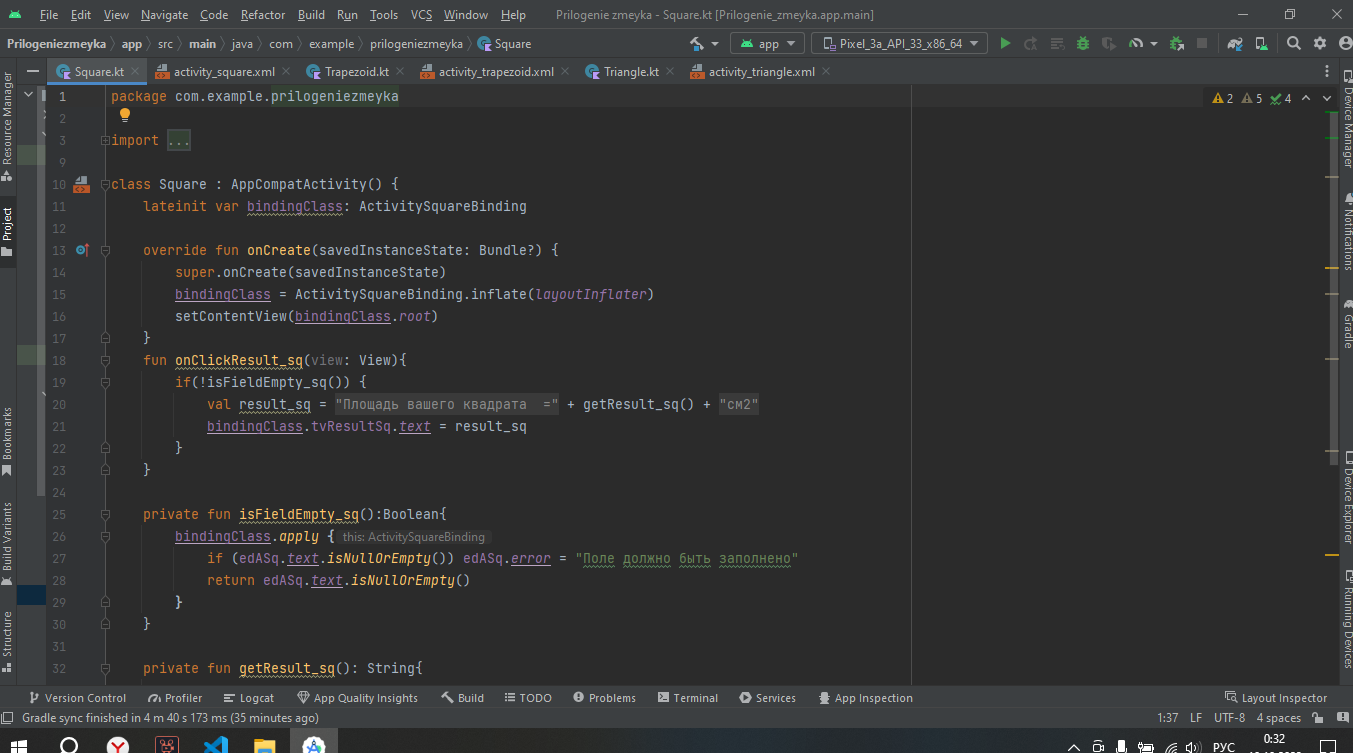 File Edit View Navigate Code Refactor Build Run Tools VCS Window Help Prilogenie zmeyka - Square.kt [Prilogenie_zmeyka.app.main]
Prilogeniezmeyka app src main java com example prilogeniezmeyka Square app Pixel_3a_API_33_x86_64
Square.kt activity_square.xml Trapezoid.kt activity_trapezoid.xml Triangle.kt activity_triangle.xml
Resource Manager
Project
Bookmarks
Build Variants
Structure
2 5 4
1 package com.example.prilogeniezmeyka
2
3 import ...
9
10 class Square : AppCompatActivity() {
11 lateinit var bindingClass: ActivitySquareBinding
12
13 override fun onCreate(savedInstanceState: Bundle?) {
14 super.onCreate(savedInstanceState)
15 bindingClass = ActivitySquareBinding.inflate(layoutInflater)
16 setContentView(bindingClass.root)
17 }
18 fun onClickResult_sq(view: View){
19 if(!isFieldEmpty_sq()) {
20 val result_sq = "Площадь вашего квадрата  =" + getResult_sq() + "см2"
21 bindingClass.tvResultSq.text = result_sq
22 }
23 }
24
25 private fun isFieldEmpty_sq():Boolean{
26 bindingClass.apply { this: ActivitySquareBinding
27 if (edASq.text.isNullOrEmpty()) edASq.error = "Поле должно быть заполнено"
28 return edASq.text.isNullOrEmpty()
29 }
30 }
31
32 private fun getResult_sq(): String{
Device Manager
Notifications
Gradle
Device Explorer
Running Devices
Version Control Profiler Logcat App Quality Insights Build TODO Problems Terminal Services App Inspection Layout Inspector
Gradle sync finished in 4 m 40 s 173 ms (35 minutes ago) 1:37 LF UTF-8 4 spaces
РУС 0:32